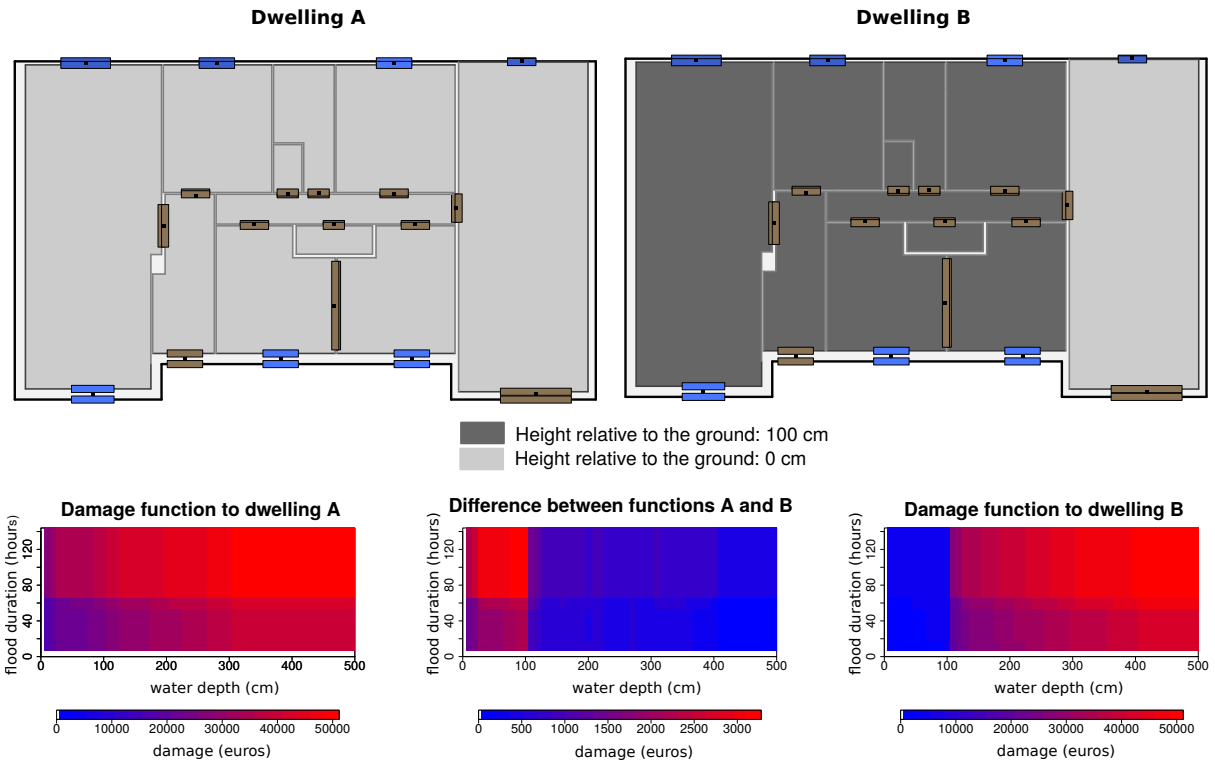 Dwelling A
Dwelling B
Height relative to the ground: 100 cm
Height relative to the ground: 0 cm
Damage function to dwelling A
flood duration (hours)
0 40 80 120
0 100 200 300 400 500
water depth (cm)
0 10000 20000 30000 40000 50000
damage (euros)
Difference between functions A and B
flood duration (hours)
0 40 80 120
0 100 200 300 400 500
water depth (cm)
0 500 1000 2000 2500 3000
damage (euros)
Damage function to dwelling B
flood duration (hours)
0 40 80 120
0 100 200 300 400 500
water depth (cm)
0 10000 20000 30000 40000 50000
damage (euros)